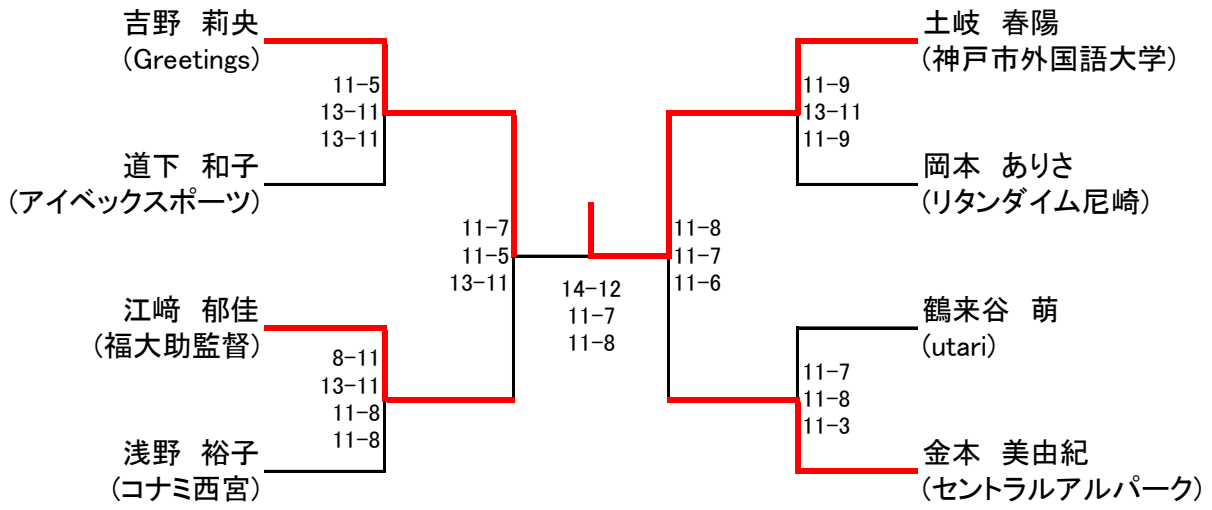 吉野 莉央
(Greetings)
11-5
13-11
13-11
道下 和子
(アイベックスポーツ)
11-7
11-5
13-11
江﨑 郁佳
(福大助監督)
8-11
13-11
11-8
11-8
浅野 裕子
(コナミ西宮)
14-12
11-7
11-8
土岐 春陽
(神戸市外国語大学)
11-9
13-11
11-9
岡本 ありさ
(リタンダイム尼崎)
11-8
11-7
11-6
鶴来谷 萌
(utari)
11-7
11-8
11-3
金本 美由紀
(セントラルアルパーク)